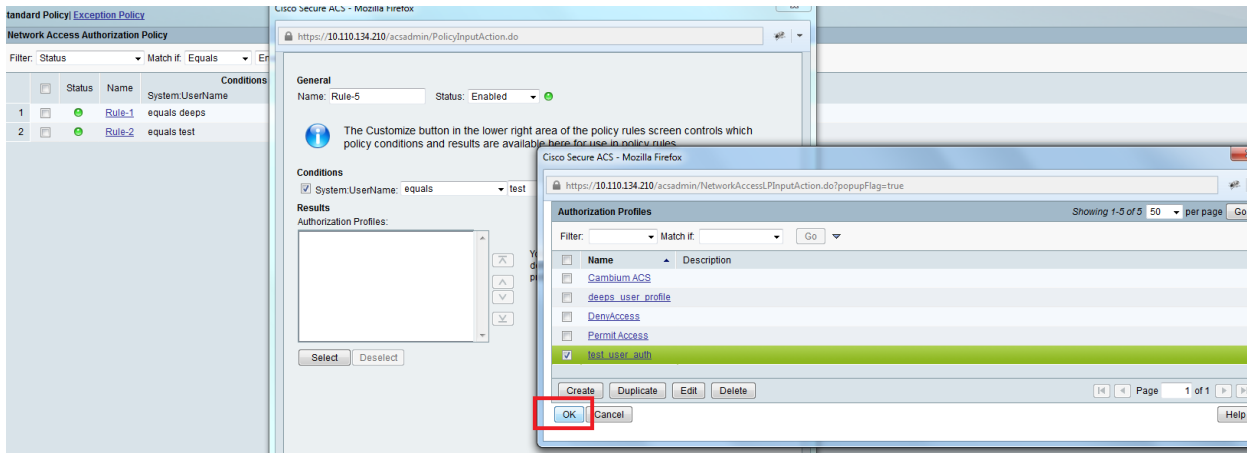 tandard Policy| Exception Policy
Network Access Authorization Policy
Filter: Status Match if: Equals En
Status Name Conditions
System:UserName
1 Rule-1 equals deeps
2 Rule-2 equals test
Cisco Secure ACS - Mozilla Firefox
https://10.110.134.210/acsadmin/PolicyInputAction.do
General
Name: Rule-5 Status: Enabled
The Customize button in the lower right area of the policy rules screen controls which
policy conditions and results are available here for use in policy rules.
Conditions
System:UserName: equals test
Results
Authorization Profiles:
Select Deselect
Cisco Secure ACS - Mozilla Firefox
https://10.110.134.210/acsadmin/NetworkAccessLPInputAction.do?popupFlag=true
Authorization Profiles Showing 1-5 of 5 50 per page Go
Filter: Match if: Go
Name Description
Cambium ACS
deeps_user_profile
DenyAccess
Permit Access
test_user_auth
Create Duplicate Edit Delete Page 1 of 1
OK Cancel Help